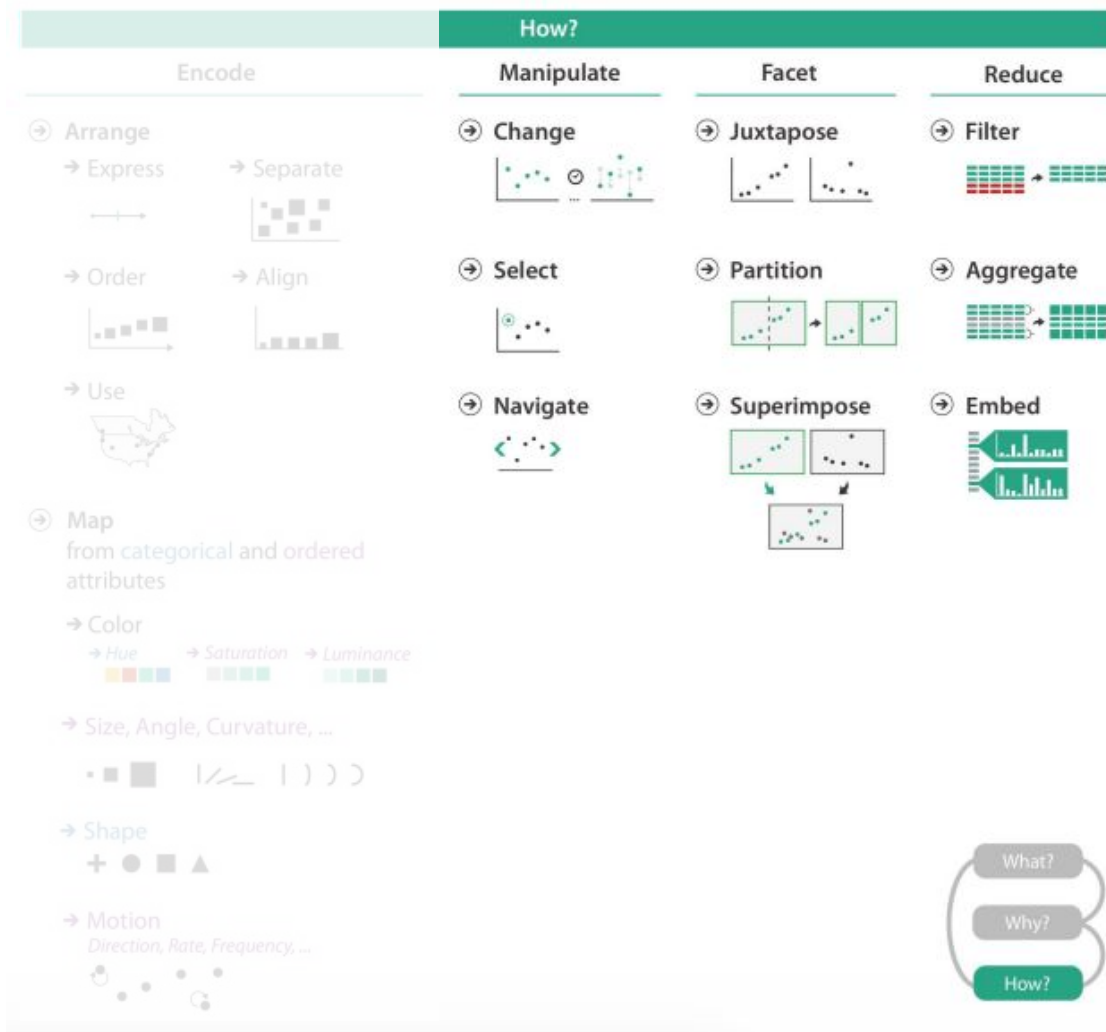 How?
Encode
Manipulate
Facet
Reduce
Arrange
Express
Separate
Order
Align
Use
Map
from categorical and ordered
attributes
Color
Hue
Saturation
Luminance
Size, Angle, Curvature, ...
Shape
Motion
Direction, Rate, Frequency, ...
Change
...
Select
Navigate
Juxtapose
Partition
Superimpose
Filter
Aggregate
Embed
What?
Why?
How?